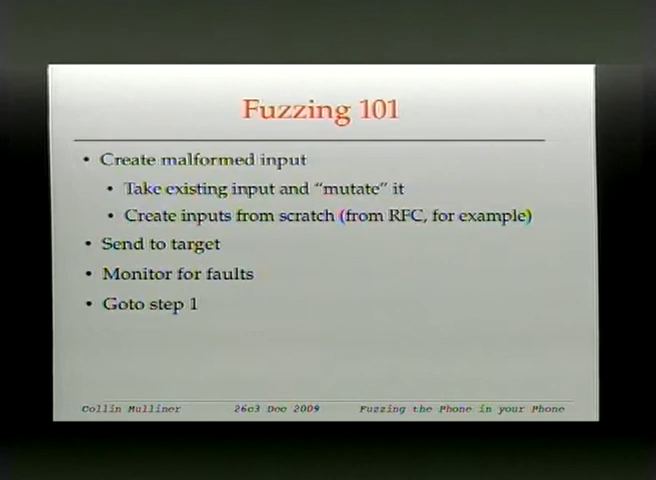 Fuzzing 101
• Create malformed input
• Take existing input and “mutate” it
• Create inputs from scratch (from RFC, for example)
• Send to target
• Monitor for faults
• Goto step 1
Collin Mulliner 26c3 Dec 2009 Fuzzing the Phone in your Phone